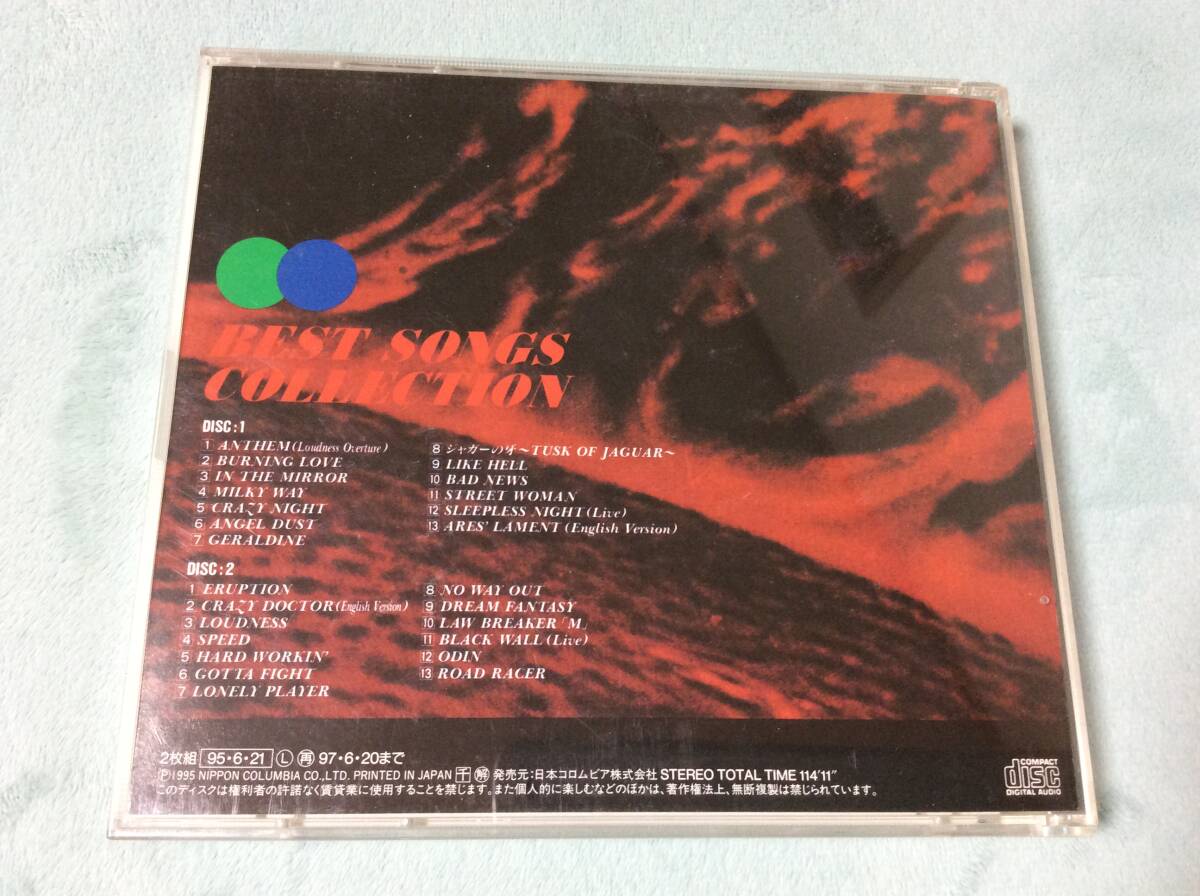 BEST SONGS
COLLECTION
DISC:1
1 ANTHEM (Loudness Overture)
2 BURNING LOVE
3 IN THE MIRROR
4 MILKY WAY
5 CRAZY NIGHT
6 ANGEL DUST
7 GERALDINE
8 ジャガーの牙～TUSK OF JAGUAR～
9 LIKE HELL
10 BAD NEWS
11 STREET WOMAN
12 SLEEPLESS NIGHT (Live)
13 ARES' LAMENT (English Version)
DISC:2
1 ERUPTION
2 CRAZY DOCTOR (English Version)
3 LOUDNESS
4 SPEED
5 HARD WORKIN'
6 GOTTA FIGHT
7 LONELY PLAYER
8 NO WAY OUT
9 DREAM FANTASY
10 LAW BREAKER「M」
11 BLACK WALL (Live)
12 ODIN
13 ROAD RACER
2枚組 95・6・21 Ⓛ ㊢再 97・6・20まで
Ⓟ1995 NIPPON COLUMBIA CO.,LTD. PRINTED IN JAPAN 千 解 発売元:日本コロムビア株式会社 STEREO TOTAL TIME 114'11"
このディスクは権利者の許諾なく賃貸業に使用することを禁じます。また個人的に楽しむなどのほかは、著作権法上、無断複製は禁じられています。
COMPACT
disc
DIGITAL AUDIO